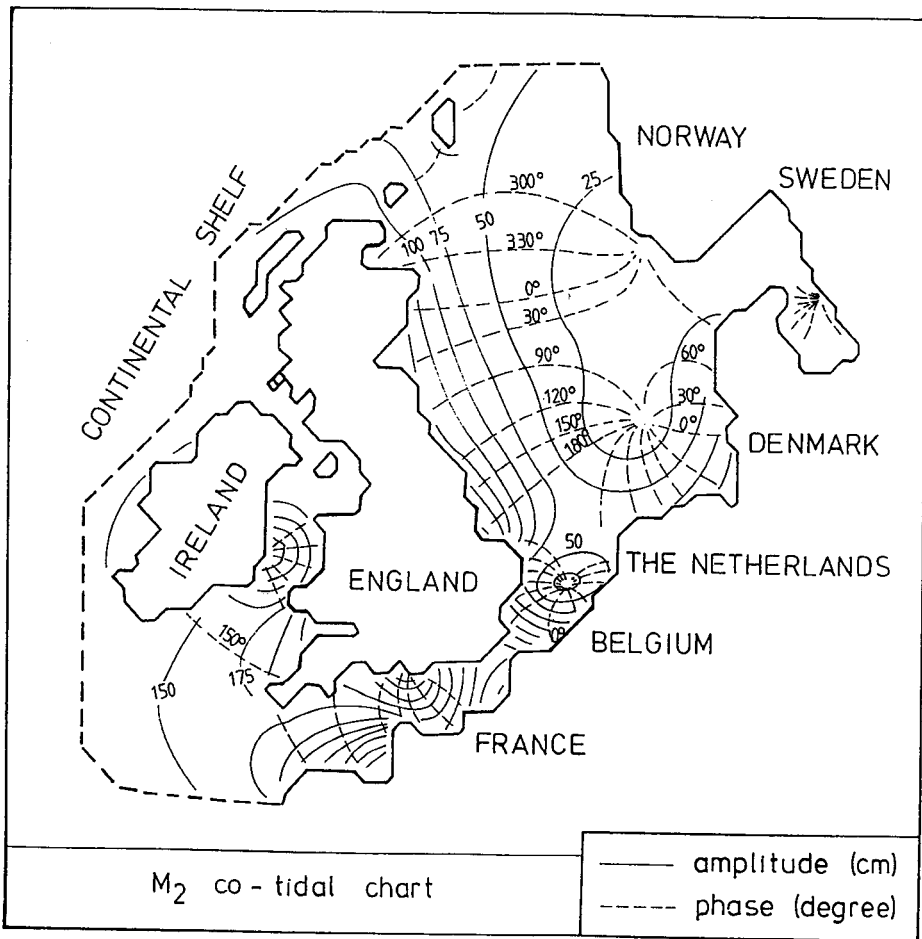 NORWAY
SWEDEN
CONTINENTAL SHELF
300°
25
100
75
50
330°
0°
30°
90°
60°
120°
30°
150°
0°
180°
DENMARK
IRELAND
50
THE NETHERLANDS
ENGLAND
0°
BELGIUM
150°
175
150
FRANCE
M2 co-tidal chart
amplitude (cm)
phase (degree)